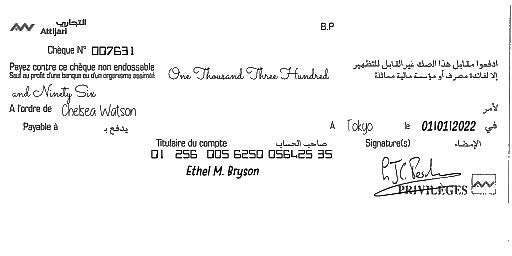 التجاري
Attijari
B.P
Chèque N° 007631
Payez contre ce chèque non endossable
Sauf au profit d'une banque ou d'un organisme assimilé
One Thousand Three Hundred
ادفعوا مقابل هذا الصك غير القابل للتظهير
إلا لفائدة مصرف أو مؤسسة مالية مماثلة
and Ninety Six
A l'ordre de Chelsea Watson
لأمر
Payable à
يدفع بـ
A Tokyo le 01/01/2022 في
Titulaire du compte صاحب الحساب
Signature(s) الإمضاء
01 256 005 6250 056425 35
Ethel M. Bryson
PRIVILÈGES